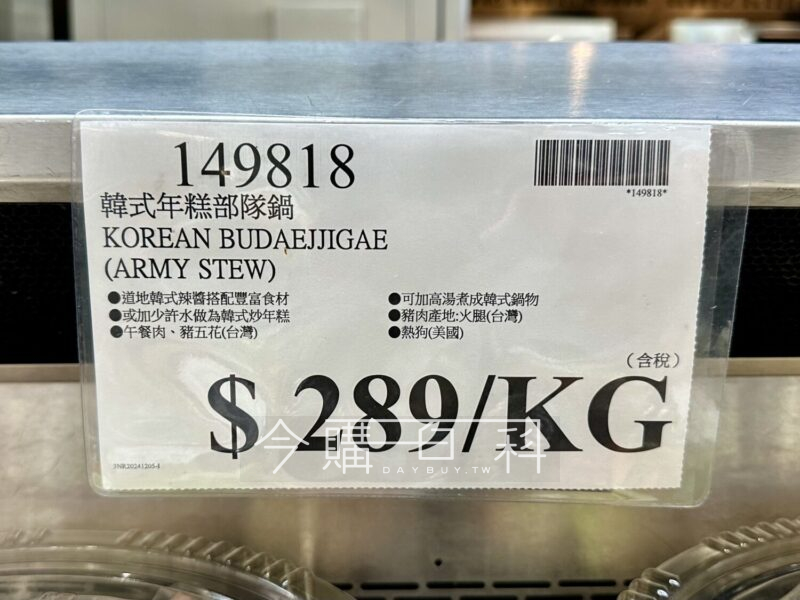 149818
*149818*
韓式年糕部隊鍋
KOREAN BUDAEJJIGAE
(ARMY STEW)
●道地韓式辣醬搭配豐富食材
●或加少許水做為韓式炒年糕
●午餐肉、豬五花(台灣)
●可加高湯煮成韓式鍋物
●豬肉產地:火腿(台灣)
●熱狗(美國)
(含稅)
$ 289/KG
今購百科
DAYBUY.TW